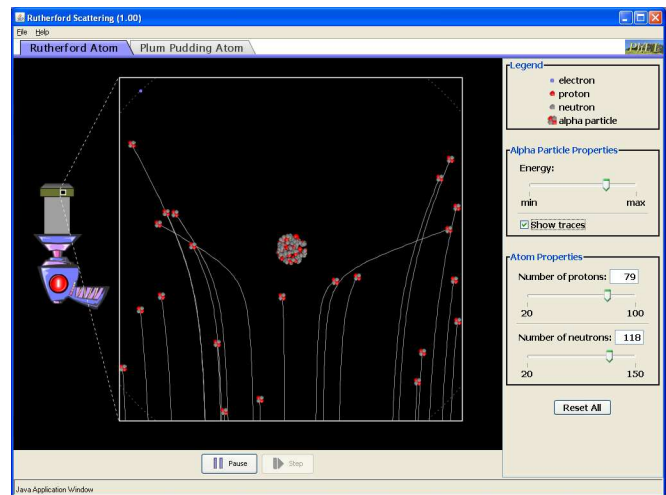 Rutherford Scattering (1.00)
File Help
Rutherford Atom Plum Pudding Atom
PhET
Legend
electron
proton
neutron
alpha particle
Alpha Particle Properties
Energy:
min max
Show traces
Atom Properties
Number of protons: 79
20 100
Number of neutrons: 118
20 150
Reset All
Pause Step
Java Application Window